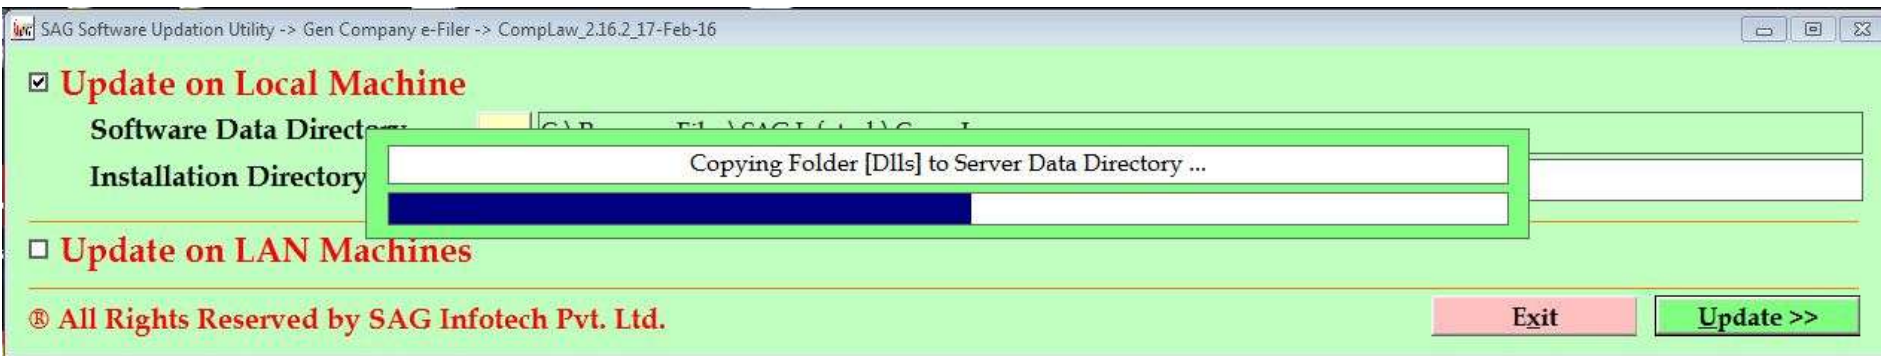 SAG Software Updation Utility -> Gen Company e-Filer -> CompLaw_2.16.2_17-Feb-16
Update on Local Machine
Software Data Directory
Copying Folder [Dlls] to Server Data Directory ...
Installation Directory
Update on LAN Machines
® All Rights Reserved by SAG Infotech Pvt. Ltd.
Exit
Update >>